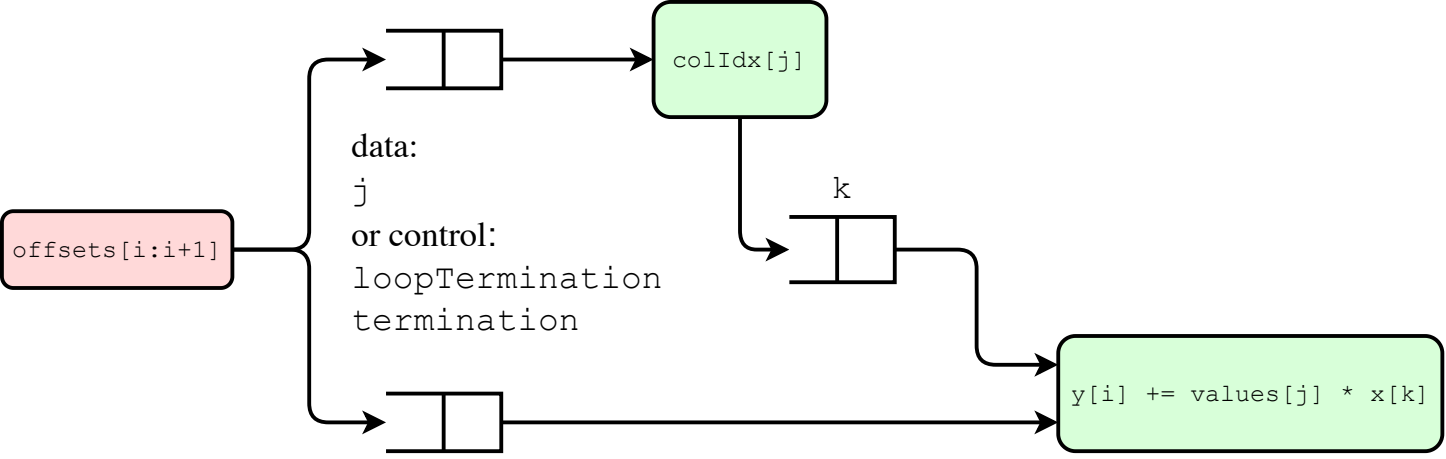 colIdx[j]
data:
j
or control:
loopTermination
termination
k
offsets[i:i+1]
y[i] += values[j] * x[k]